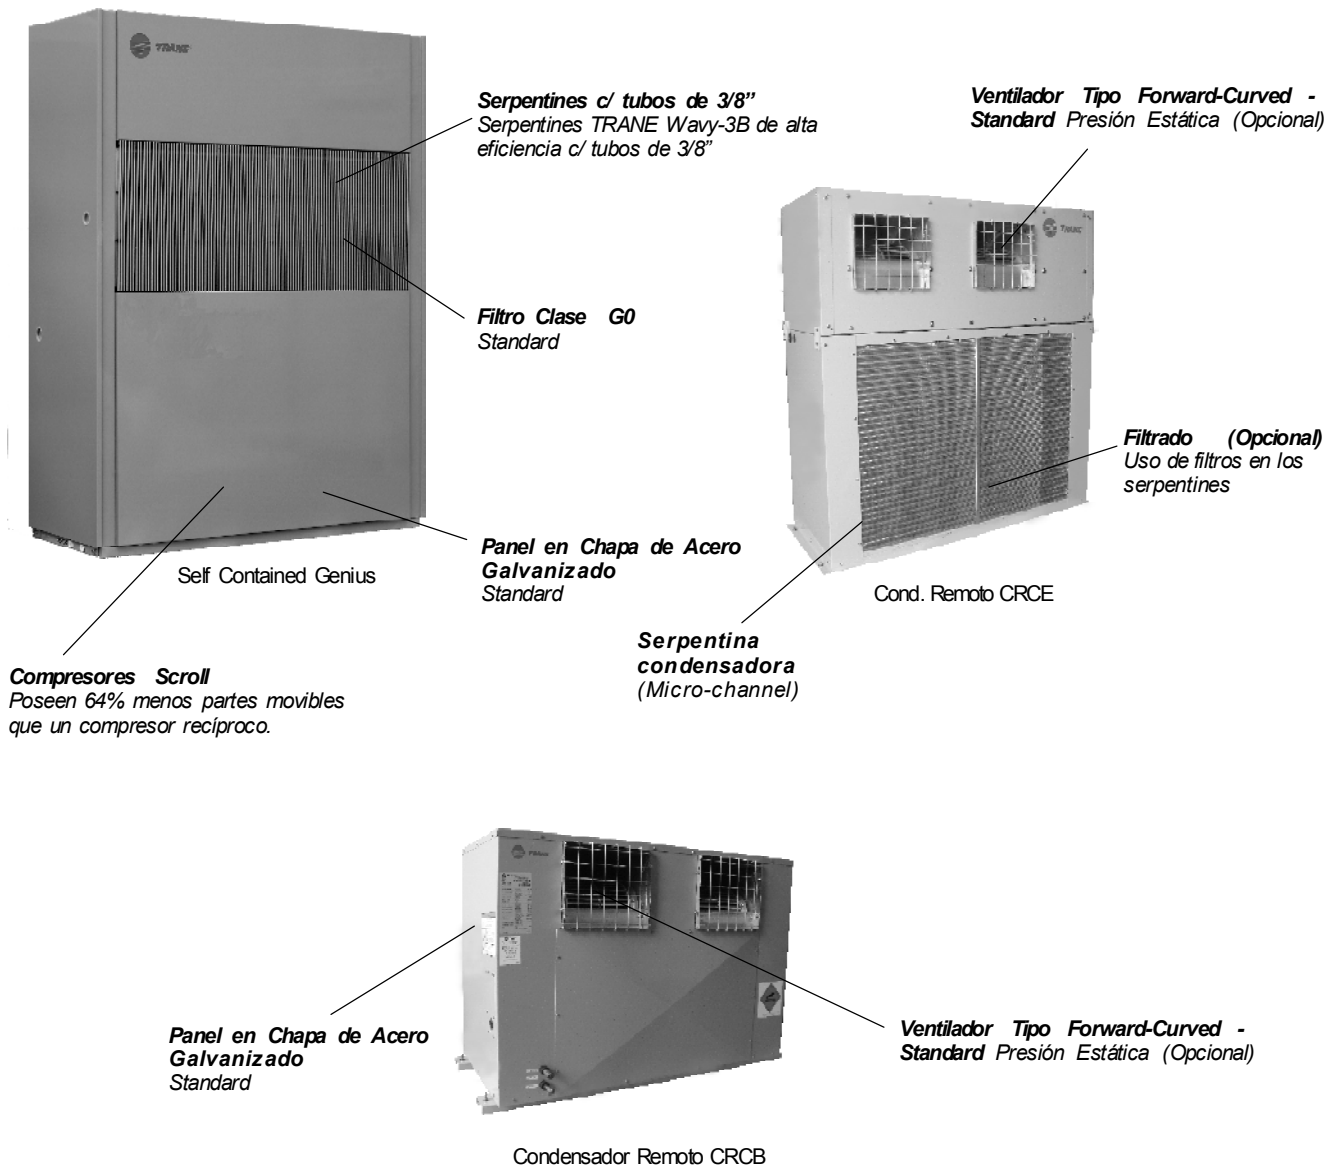 TRANE
Serpentines c/ tubos de 3/8”
Serpentines TRANE Wavy-3B de alta
eficiencia c/ tubos de 3/8”
Filtro Clase G0
Standard
Panel en Chapa de Acero
Galvanizado
Standard
Self Contained Genius
Compresores Scroll
Poseen 64% menos partes movibles
que un compresor recíproco.
Ventilador Tipo Forward-Curved -
Standard Presión Estática (Opcional)
TRANE
Filtrado (Opcional)
Uso de filtros en los
serpentines
Cond. Remoto CRCE
Serpentina
condensadora
(Micro-channel)
TRANE
Panel en Chapa de Acero
Galvanizado
Standard
Ventilador Tipo Forward-Curved -
Standard Presión Estática (Opcional)
Condensador Remoto CRCB